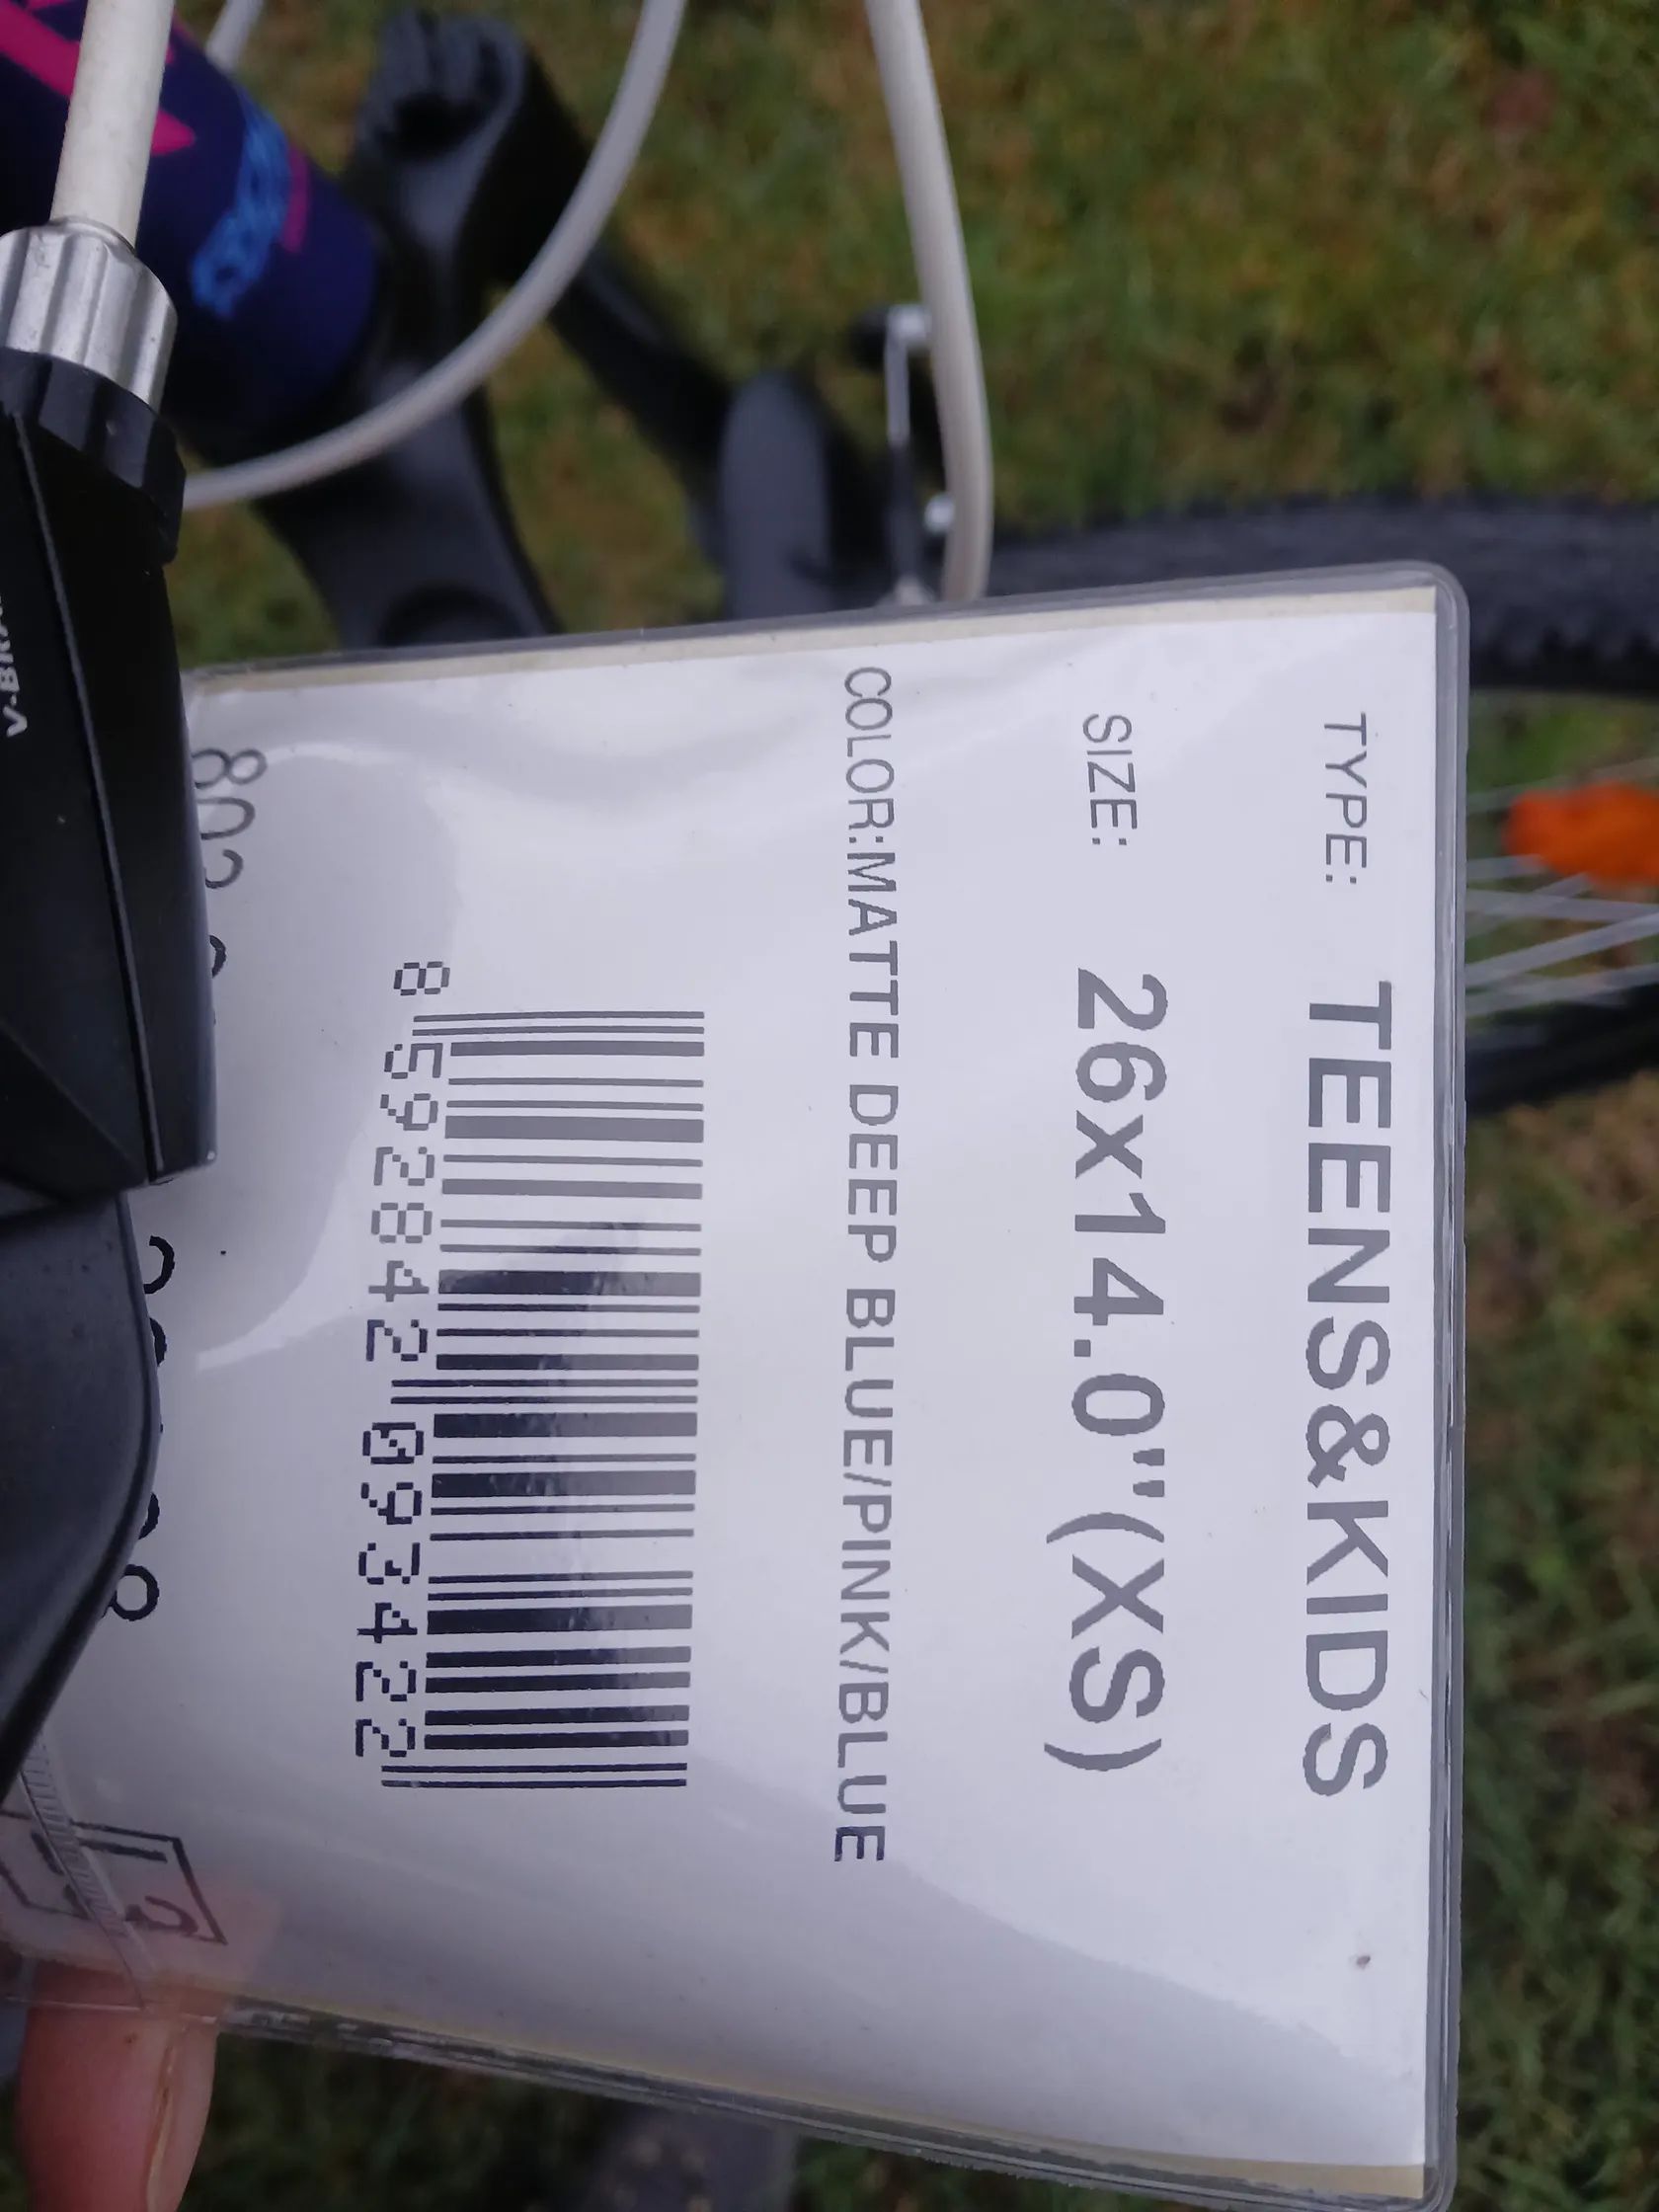 TYPE: TEENS&KIDS
SIZE: 26x14.0"(XS)
COLOR:MATTE DEEP BLUE/PINK/BLUE
8 592842 093422
V-BRA